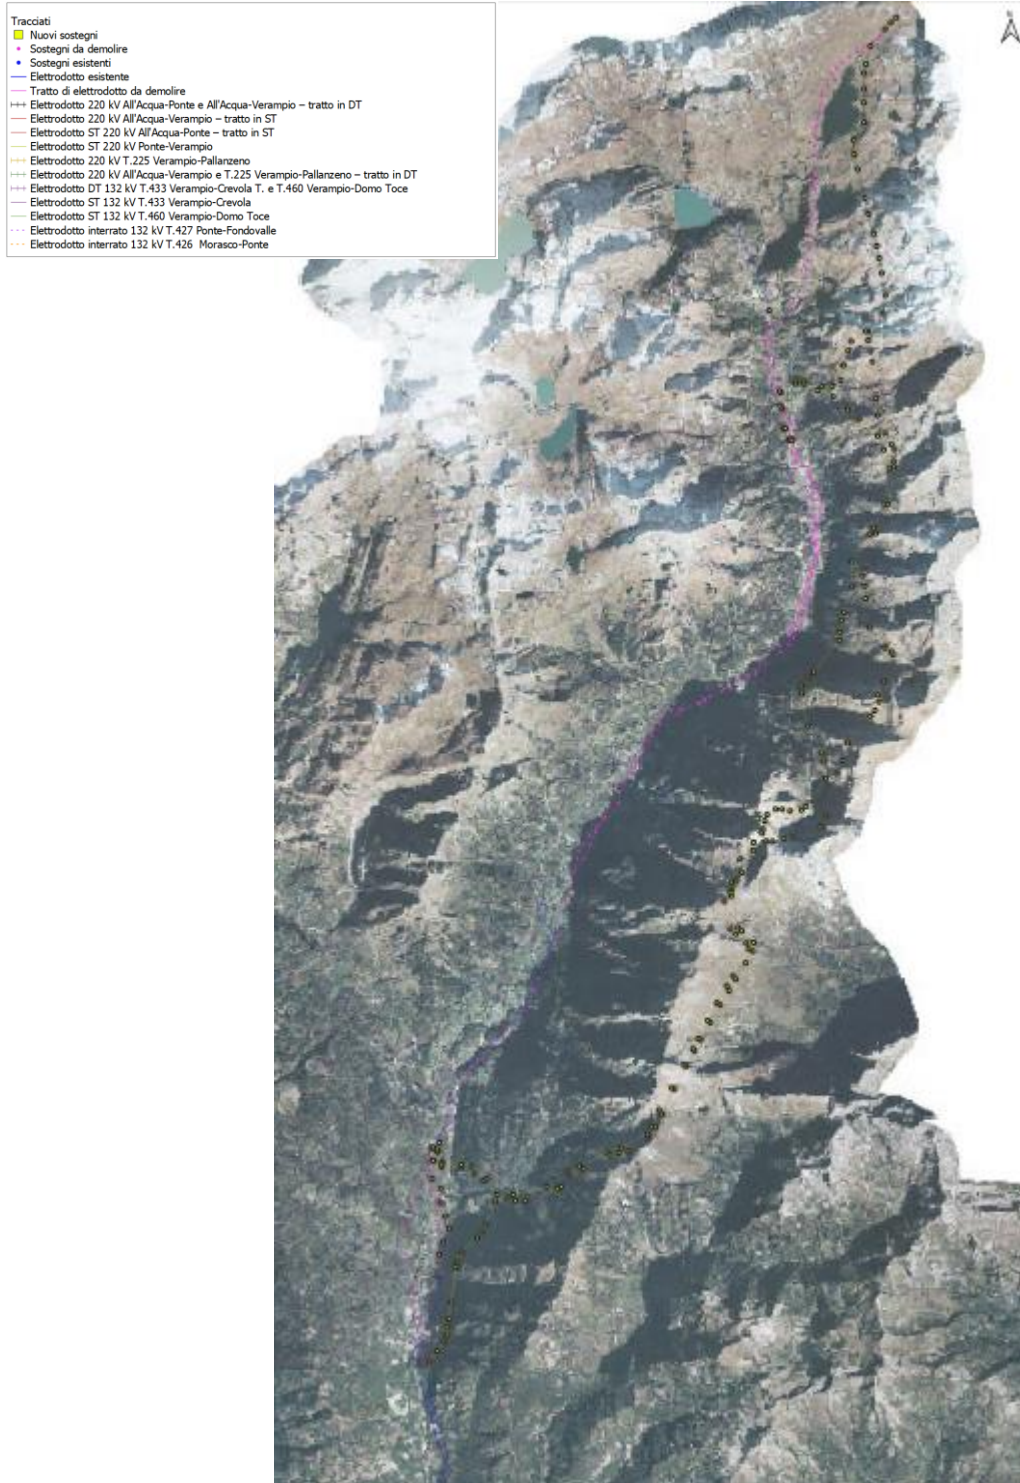 Tracciati
Nuovi sostegni
Sostegni da demolire
Sostegni esistenti
Elettrodotto esistente
Tratto di elettrodotto da demolire
Elettrodotto 220 kV All'Acqua-Ponte e All'Acqua-Verampio – tratto in DT
Elettrodotto 220 kV All'Acqua-Verampio – tratto in ST
Elettrodotto ST 220 kV All'Acqua-Ponte – tratto in ST
Elettrodotto ST 220 kV Ponte-Verampio
Elettrodotto 220 kV T.225 Verampio-Pallanzeno
Elettrodotto 220 kV All'Acqua-Verampio e T.225 Verampio-Pallanzeno – tratto in DT
Elettrodotto DT 132 kV T.433 Verampio-Crevola T. e T.460 Verampio-Domo Toce
Elettrodotto ST 132 kV T.433 Verampio-Crevola
Elettrodotto ST 132 kV T.460 Verampio-Domo Toce
Elettrodotto interrato 132 kV T.427 Ponte-Fondovalle
Elettrodotto interrato 132 kV T.426 Morasco-Ponte